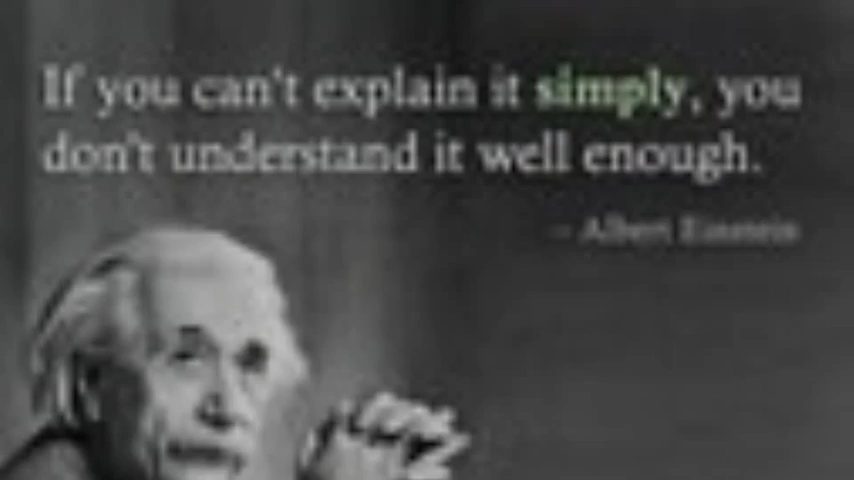 If you can't explain it simply, you
don't understand it well enough.
– Albert Einstein